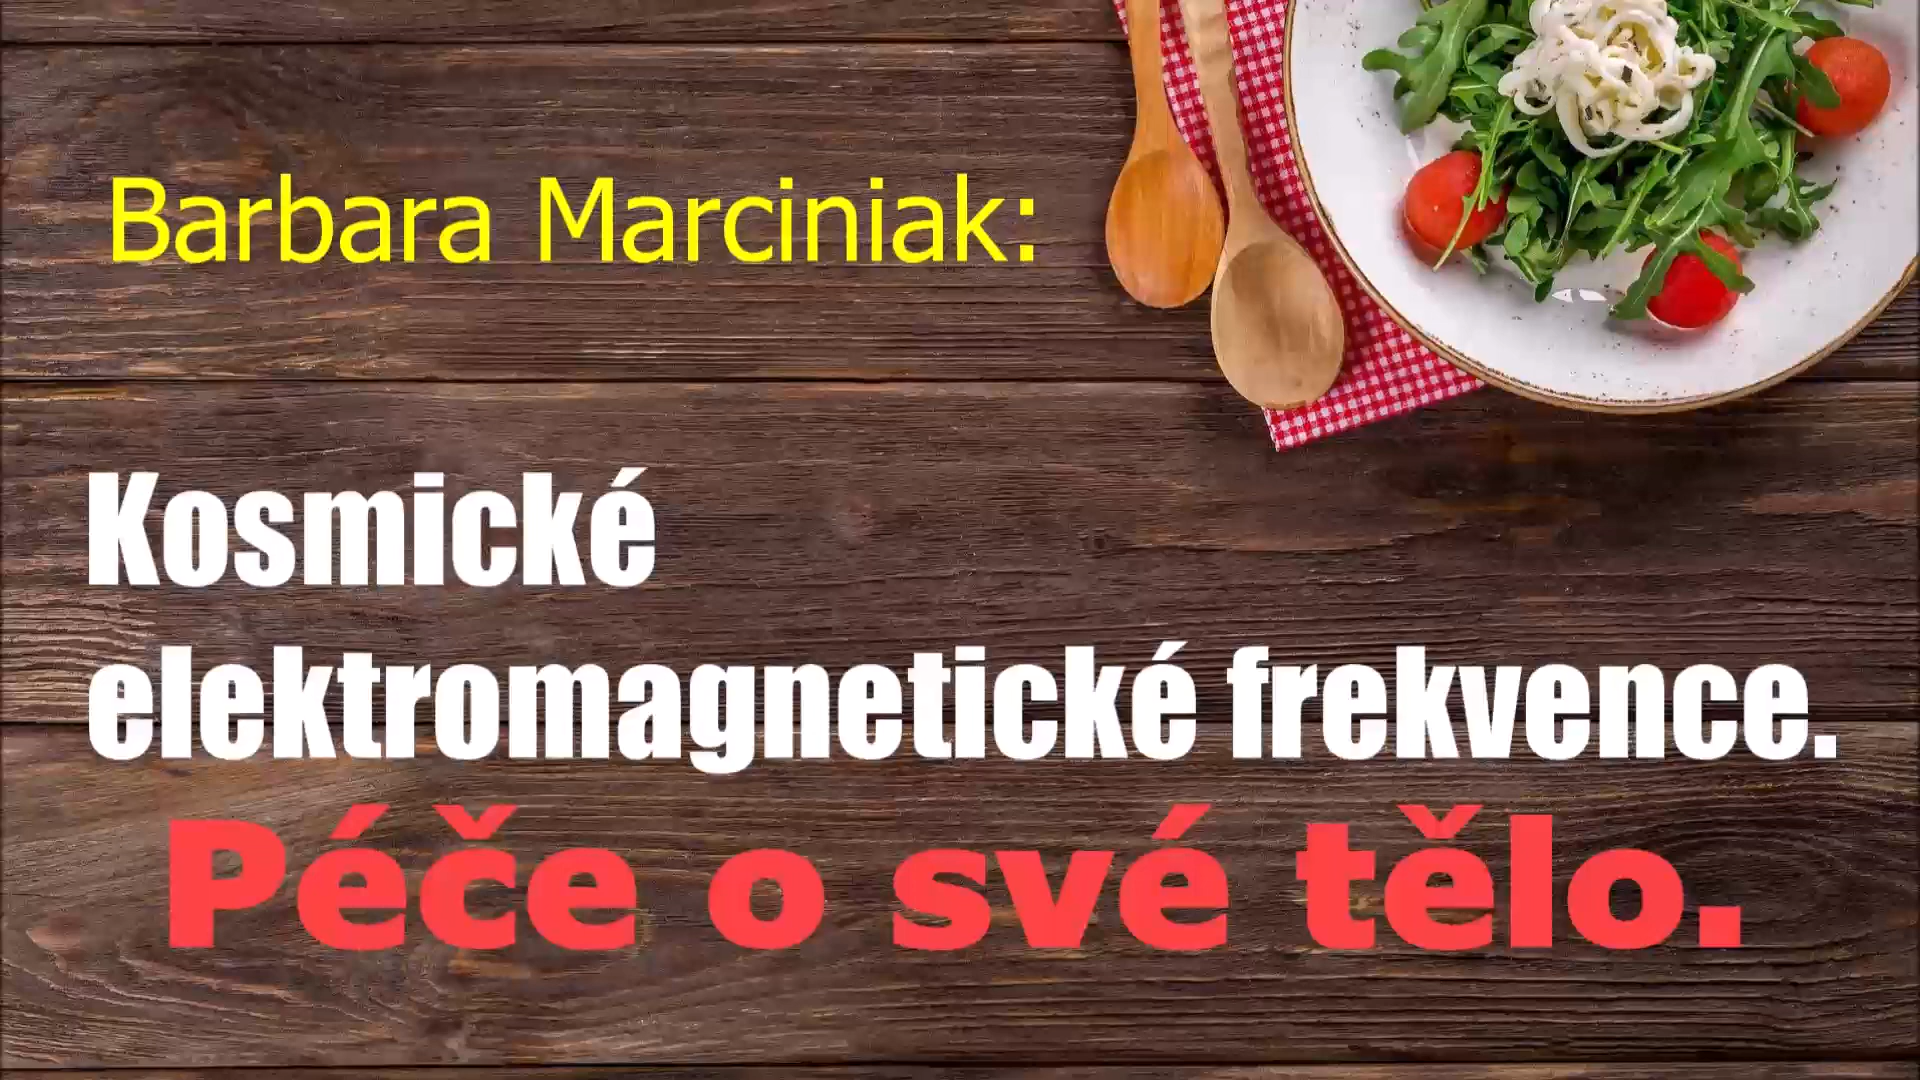 Barbara Marciniak:
Kosmické
elektromagnetické frekvence.
Péče o své tělo.